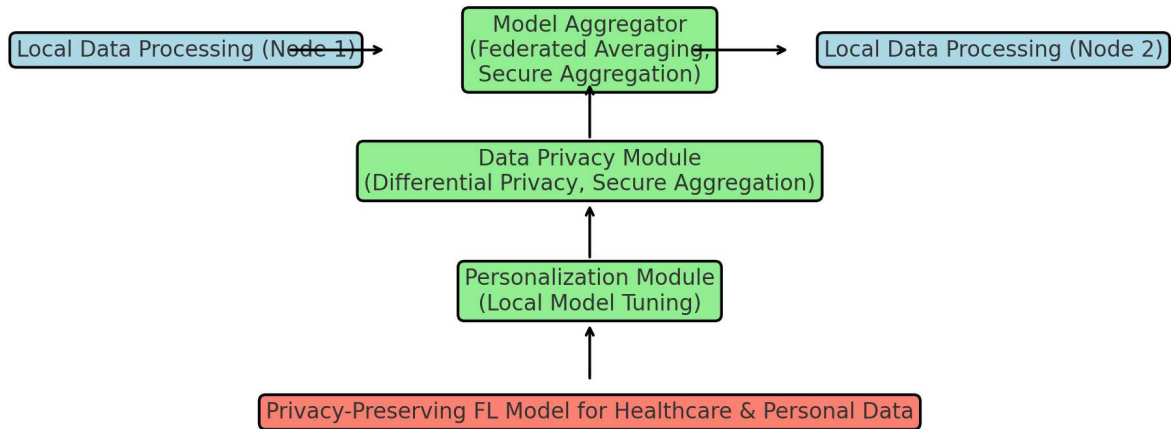 Local Data Processing (Node 1)
Model Aggregator
(Federated Averaging,
Secure Aggregation)
Local Data Processing (Node 2)
Data Privacy Module
(Differential Privacy, Secure Aggregation)
Personalization Module
(Local Model Tuning)
Privacy-Preserving FL Model for Healthcare & Personal Data